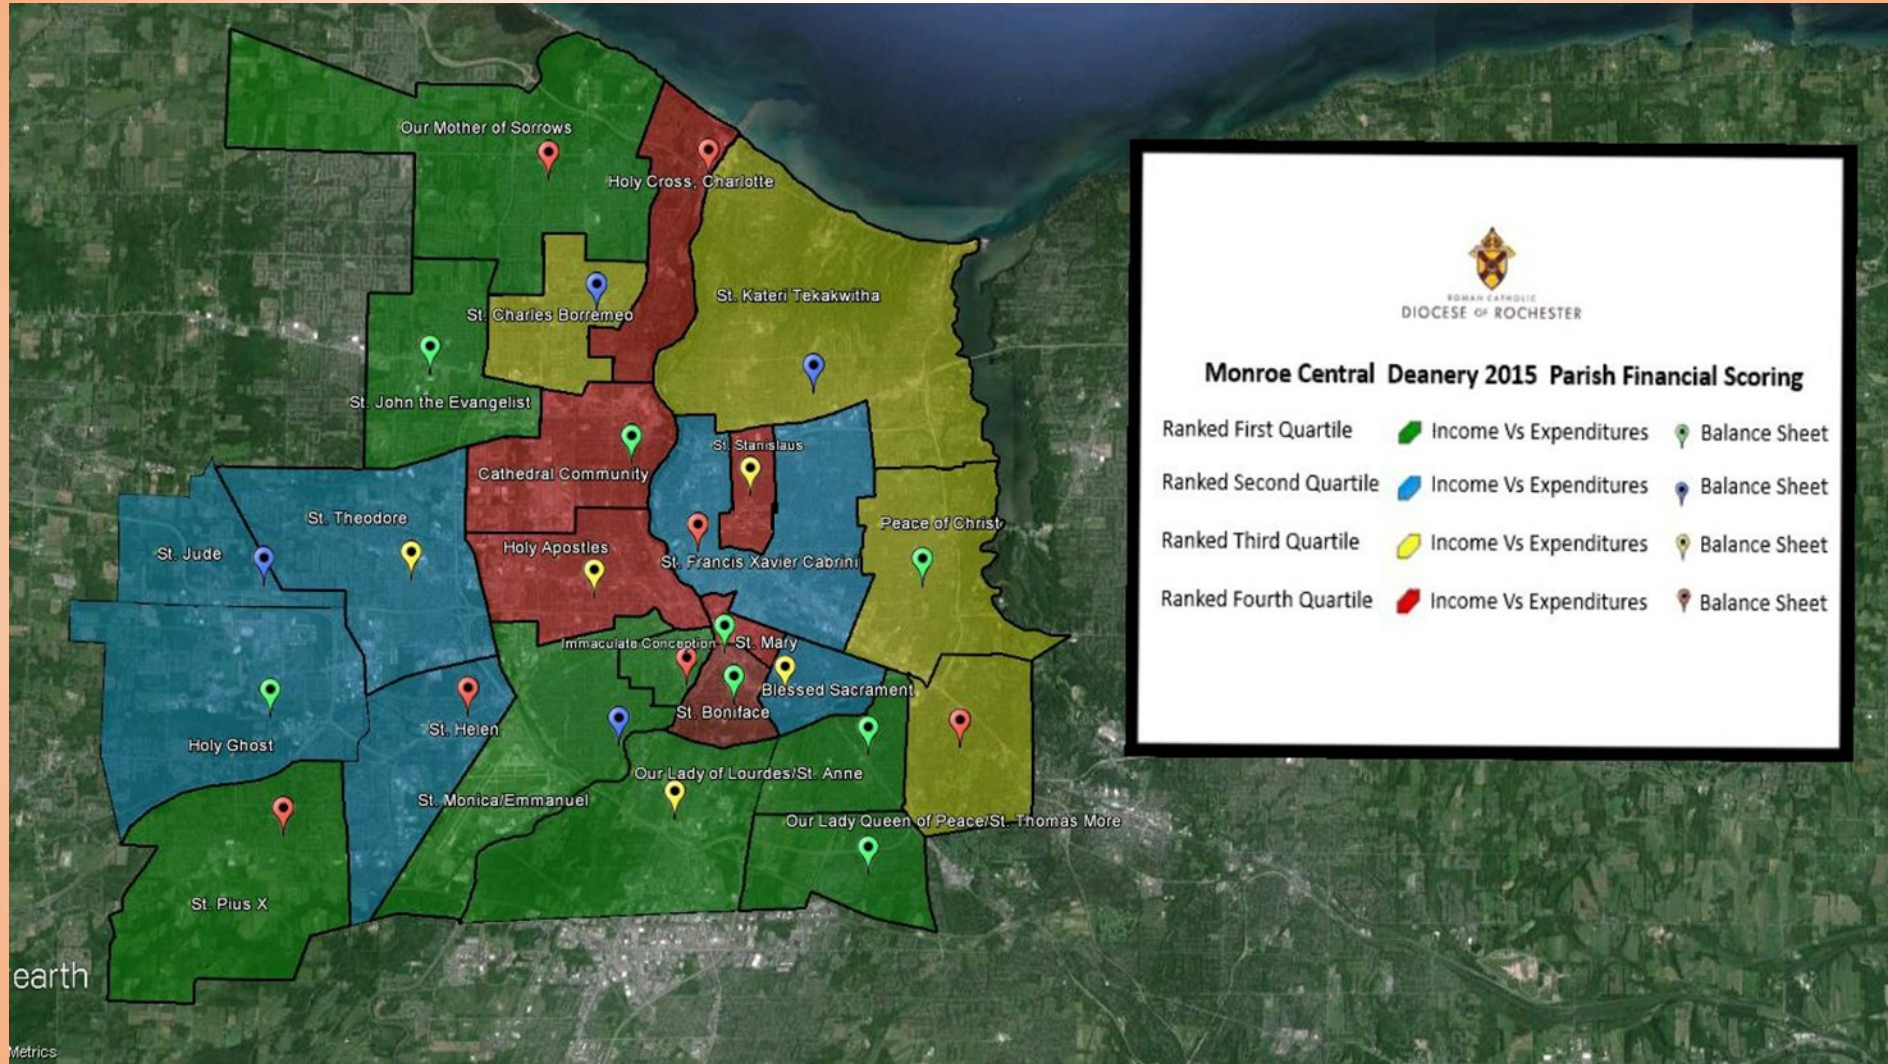 Our Mother of Sorrows
Holy Cross, Charlotte
St. Kateri Tekakwitha
St. Charles Borremeo
St. John the Evangelist
St. Stanislaus
Cathedral Community
St. Theodore
Peace of Christ
St. Jude
Holy Apostles
St. Francis Xavier Cabrini
Immaculate Conception
St. Mary
Blessed Sacrament
St. Boniface
St. Helen
Holy Ghost
Our Lady of Lourdes/St. Anne
St. Monica/Emmanuel
Our Lady Queen of Peace/St. Thomas More
St. Pius X
earth
Metrics
ROMAN CATHOLIC
DIOCESE OF ROCHESTER
Monroe Central Deanery 2015 Parish Financial Scoring
Ranked First Quartile Income Vs Expenditures Balance Sheet
Ranked Second Quartile Income Vs Expenditures Balance Sheet
Ranked Third Quartile Income Vs Expenditures Balance Sheet
Ranked Fourth Quartile Income Vs Expenditures Balance Sheet